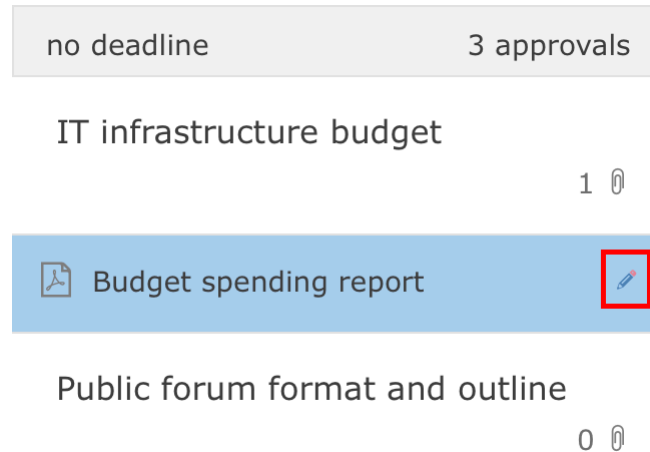 no deadline 3 approvals
IT infrastructure budget
1
Budget spending report
Public forum format and outline
0